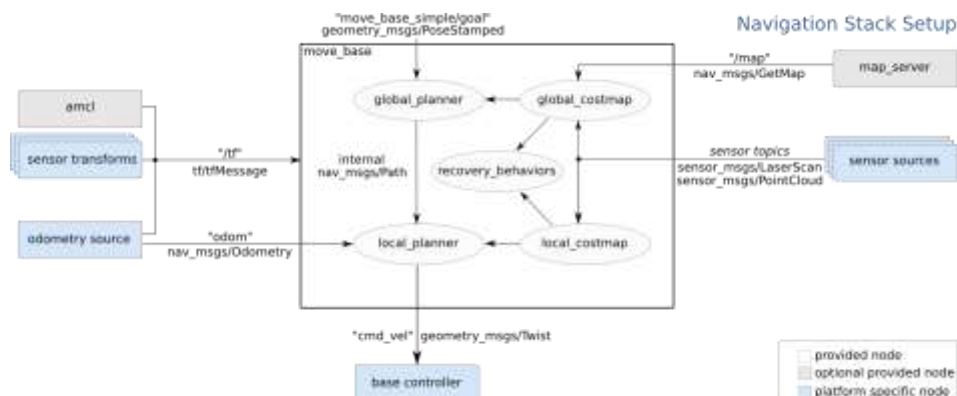 "move_base_simple/goal"
geometry_msgs/PoseStamped
Navigation Stack Setup
move_base
"/map"
nav_msgs/GetMap
map_server
global_planner
global_costmap
amcl
sensor transforms
"/tf"
tf/tfMessage
internal
nav_msgs/Path
recovery_behaviors
sensor topics
sensor_msgs/LaserScan
sensor_msgs/PointCloud
sensor sources
odometry source
"odom"
nav_msgs/Odometry
local_planner
local_costmap
"cmd_vel"
geometry_msgs/Twist
base controller
provided node
optional provided node
platform specific node